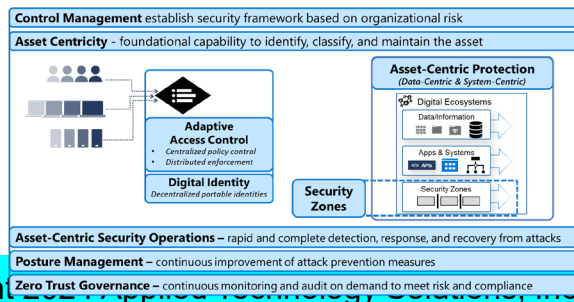 Control Management establish security framework based on organizational risk
Asset Centricity - foundational capability to identify, classify, and maintain the asset
Adaptive
Access Control
• Centralized policy control
• Distributed enforcement
Digital Identity
Decentralized portable identities
Asset-Centric Protection
(Data-Centric & System-Centric)
Digital Ecosystems
Data/Information
Apps & Systems
</> APIs
Security Zones
Security
Zones
Asset-Centric Security Operations – rapid and complete detection, response, and recovery from attacks
Posture Management – continuous improvement of attack prevention measures
Zero Trust Governance – continuous monitoring and audit on demand to meet risk and compliance
2024 Applied Technology Solutions,